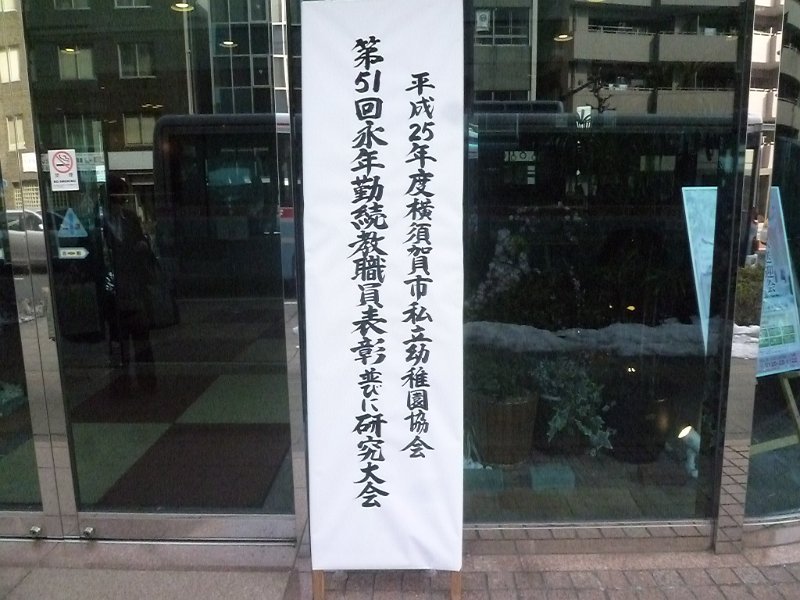 平成25年度横須賀市私立幼稚園協会
第51回永年勤続教職員表彰並びに研究大会